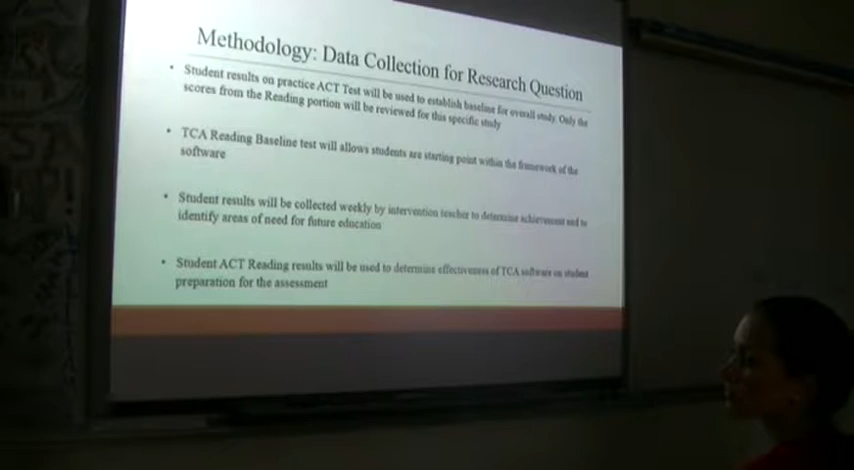 Methodology: Data Collection for Research Question
• Student results on practice ACT Test will be used to establish baseline for overall study. Only the
scores from the Reading portion will be reviewed for this specific study
• TCA Reading Baseline test will allows students are starting point within the framework of the
software
• Student results will be collected weekly by intervention teacher to determine achievement and to
identify areas of need for future education
• Student ACT Reading results will be used to determine effectiveness of TCA software on student
preparation for the assessment